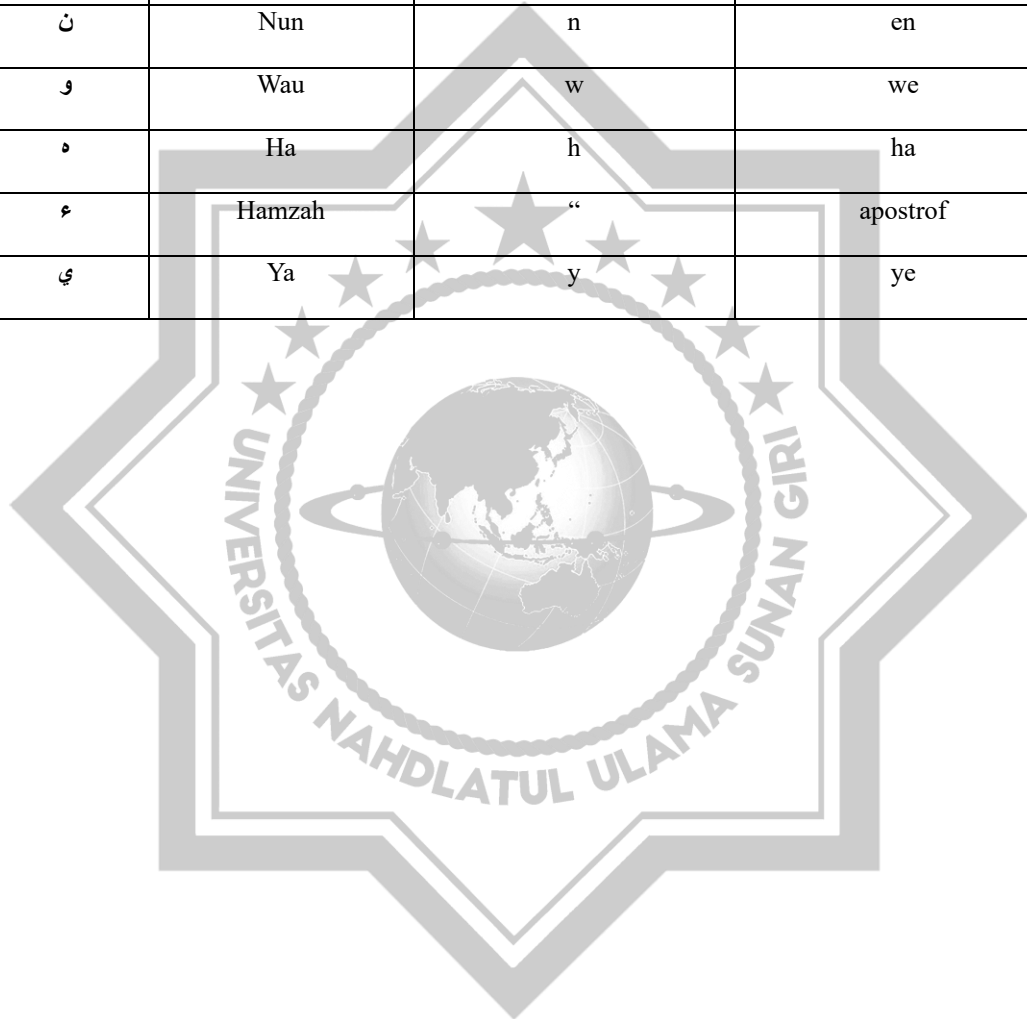 ن Nun n en
و Wau w we
ه Ha h ha
ء Hamzah “ apostrof
ي Ya y ye
UNIVERSITAS NAHDLATUL ULAMA SUNAN GIRI